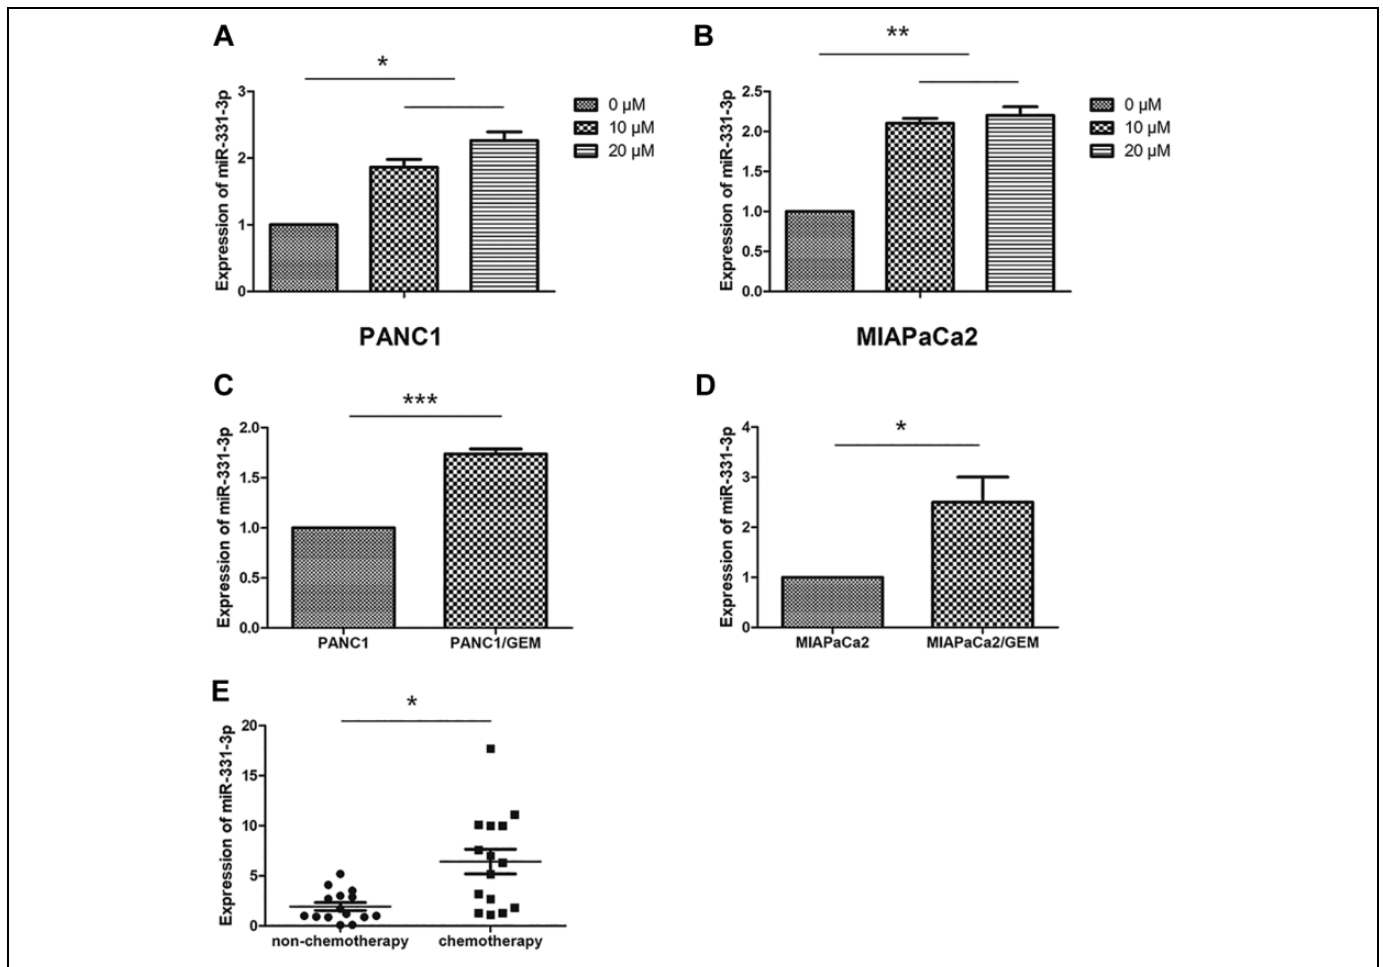 A
*
Expression of miR-331-3p
3
2
1
0
0 µM
10 µM
20 µM
PANC1
B
**
Expression of miR-331-3p
2.5
2.0
1.5
1.0
0.5
0.0
0 µM
10 µM
20 µM
MIAPaCa2
C
***
Expression of miR-331-3p
2.0
1.5
1.0
0.5
0.0
PANC1 PANC1/GEM
D
*
Expression of miR-331-3p
4
3
2
1
0
MIAPaCa2 MIAPaCa2/GEM
E
*
Expression of miR-331-3p
20
15
10
5
0
non-chemotherapy chemotherapy